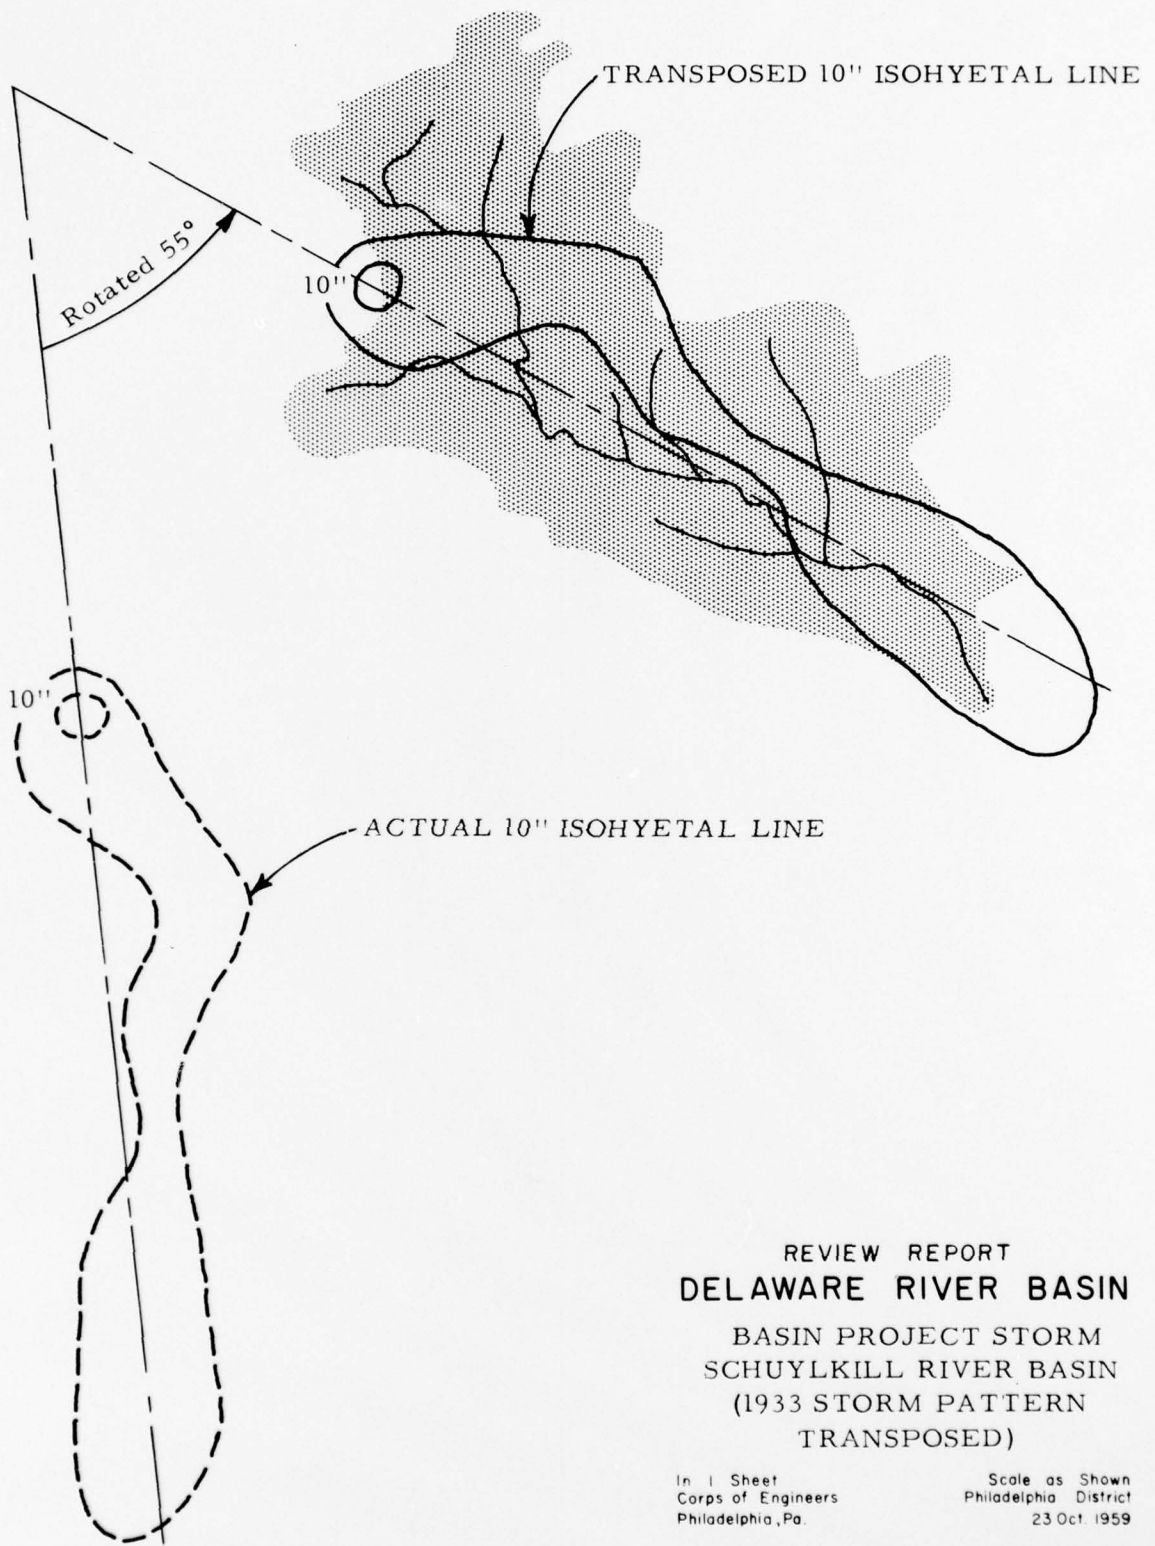 TRANSPOSED 10" ISOHYETAL LINE
Rotated 55°
10"
10"
ACTUAL 10" ISOHYETAL LINE
REVIEW REPORT
DELAWARE RIVER BASIN
BASIN PROJECT STORM
SCHUYLKILL RIVER BASIN
(1933 STORM PATTERN
TRANSPOSED)
In 1 Sheet
Scale as Shown
Corps of Engineers
Philadelphia District
Philadelphia, Pa.
23 Oct. 1959